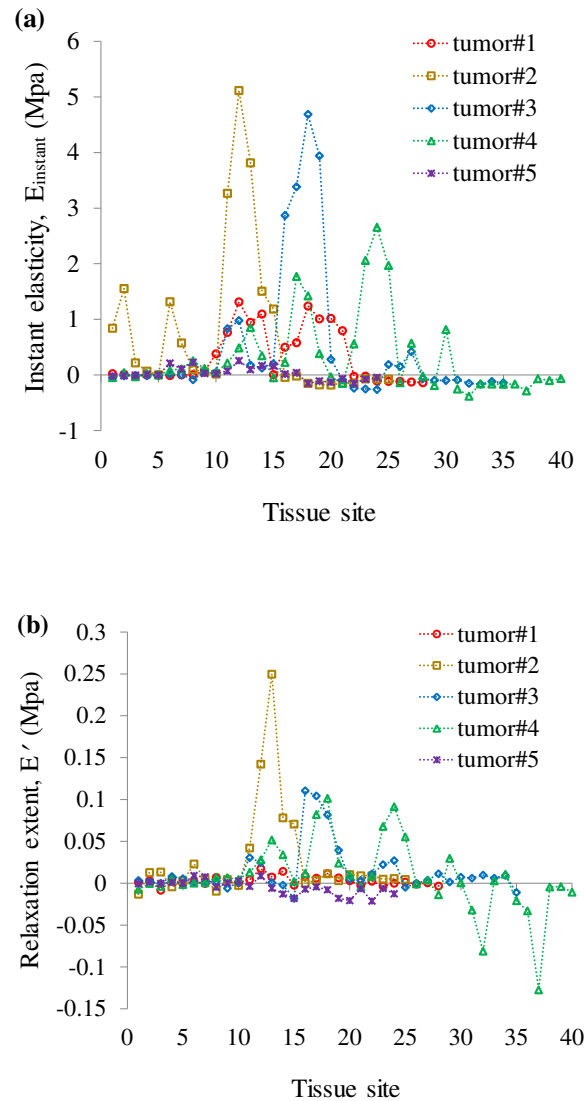 (a)
Instant elasticity, Einstant (Mpa)
6
5
4
3
2
1
0
-1
tumor#1
tumor#2
tumor#3
tumor#4
tumor#5
0 5 10 15 20 25 30 35 40
Tissue site
(b)
Relaxation extent, E′ (Mpa)
0.3
0.25
0.2
0.15
0.1
0.05
0
-0.05
-0.1
-0.15
tumor#1
tumor#2
tumor#3
tumor#4
tumor#5
0 5 10 15 20 25 30 35 40
Tissue site